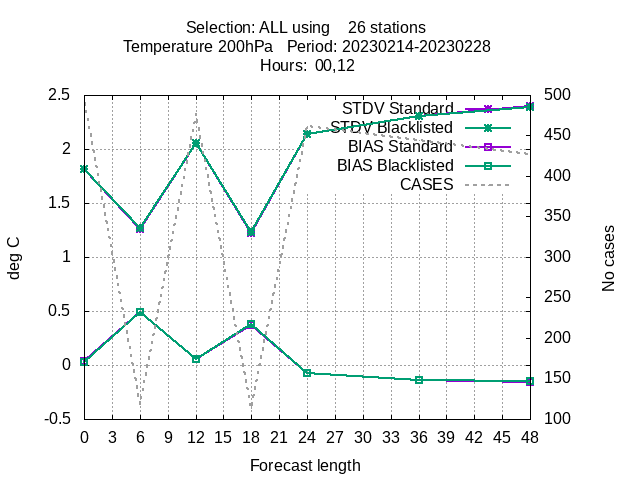 Selection: ALL using    26 stations
Temperature 200hPa   Period: 20230214-20230228
Hours:  00,12
2.5
2
1.5
1
0.5
0
-0.5
deg C
STDV Standard
STDV Blacklisted
BIAS Standard
BIAS Blacklisted
CASES
500
450
400
350
300
250
200
150
100
No cases
0 3 6 9 12 15 18 21 24 27 30 33 36 39 42 45 48
Forecast length